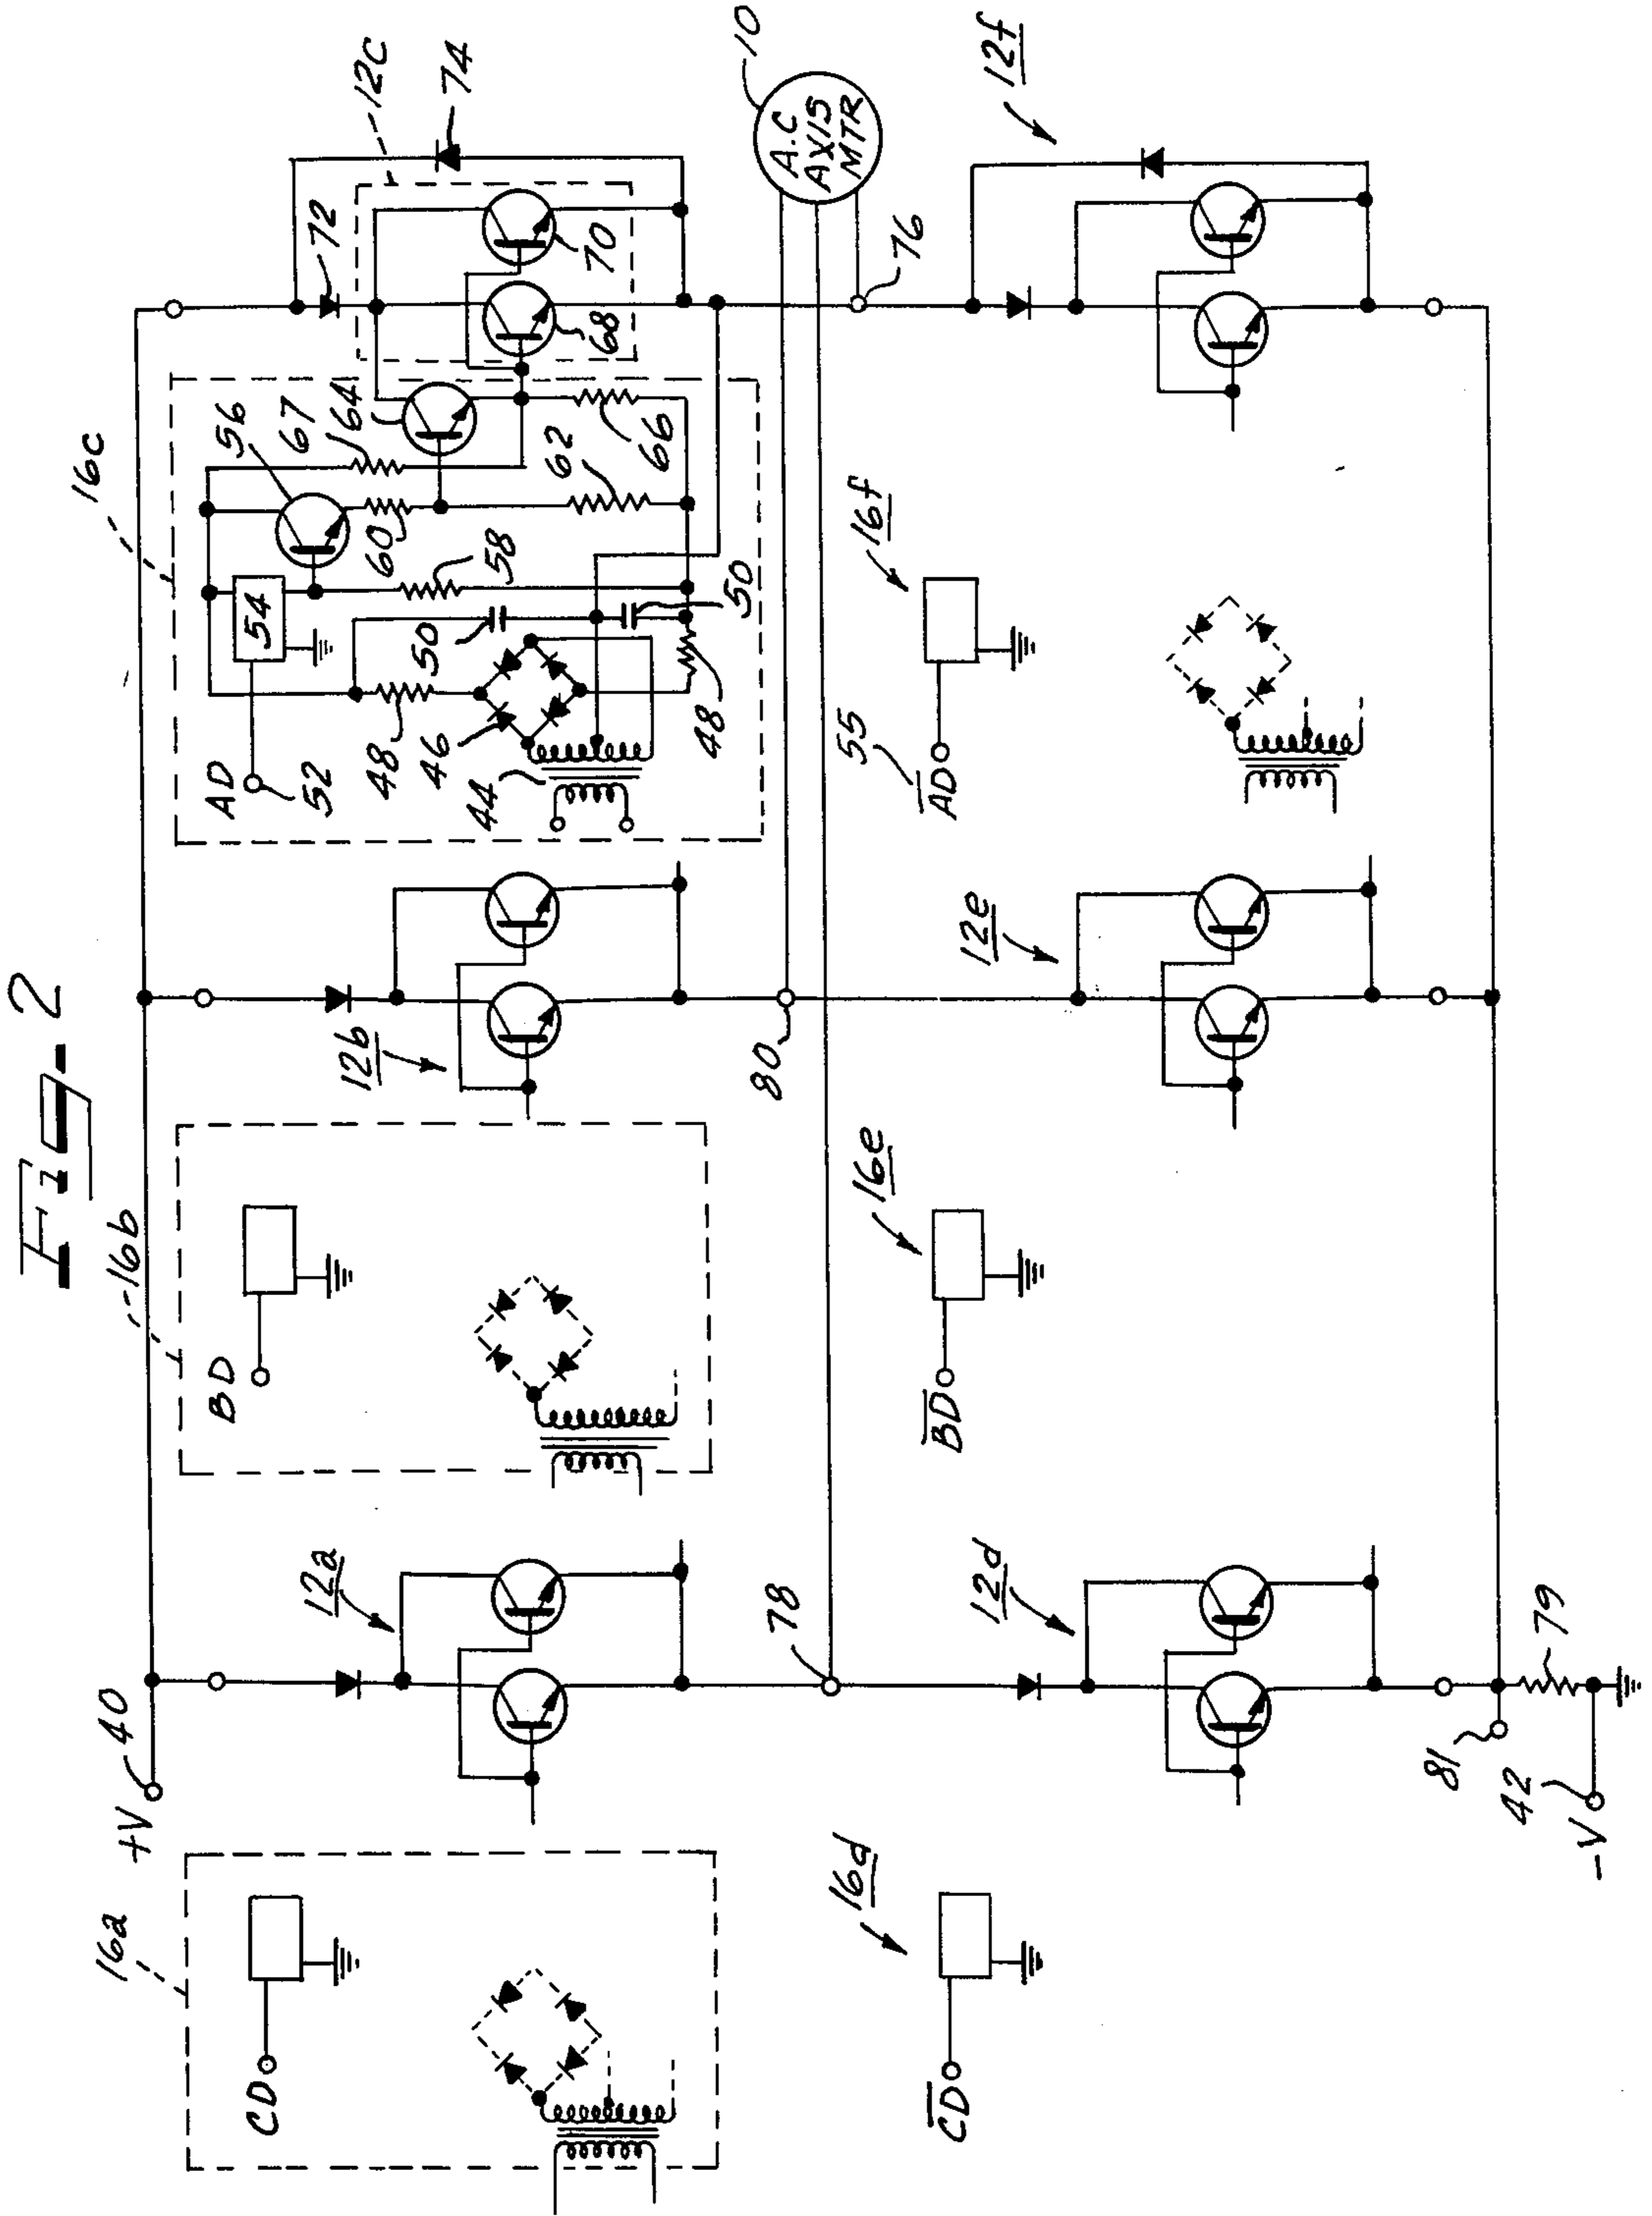 Fig- 2
16c
12C
74
16b
AD
52
54
56
67
64
72
70
68
48
50
60
58
62
66
46
44
50
48
10
A.C
AXIS
MTR
BD
12b
80
76
16a
+V
40
12a
CD
78
16d
12d
16e
12e
16f
12f
55
AD
BD
CD
81
79
42
-V